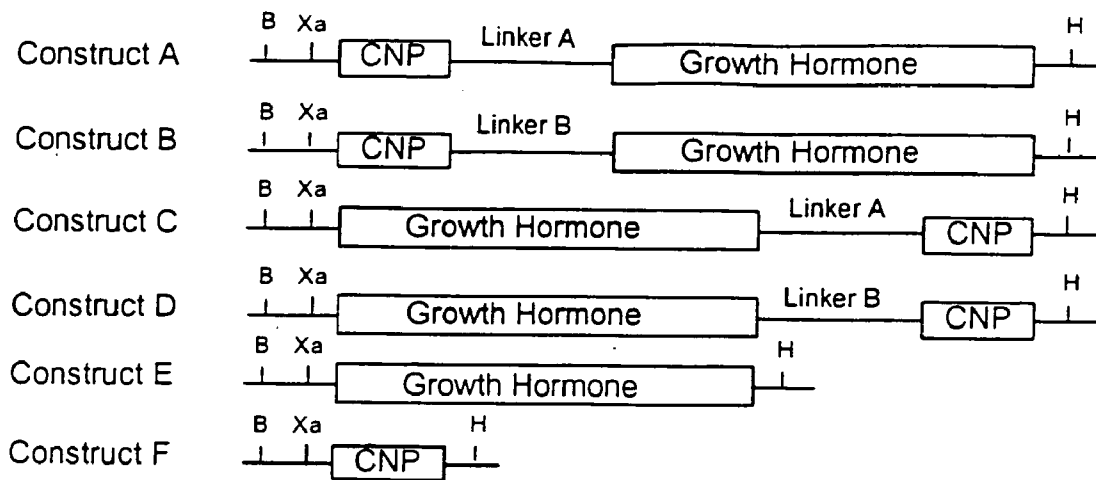 B Xa Linker A H
Construct A CNP Growth Hormone
B Xa Linker B H
Construct B CNP Growth Hormone
B Xa Linker A H
Construct C Growth Hormone CNP
B Xa Linker B H
Construct D Growth Hormone CNP
B Xa H
Construct E Growth Hormone
B Xa H
Construct F CNP